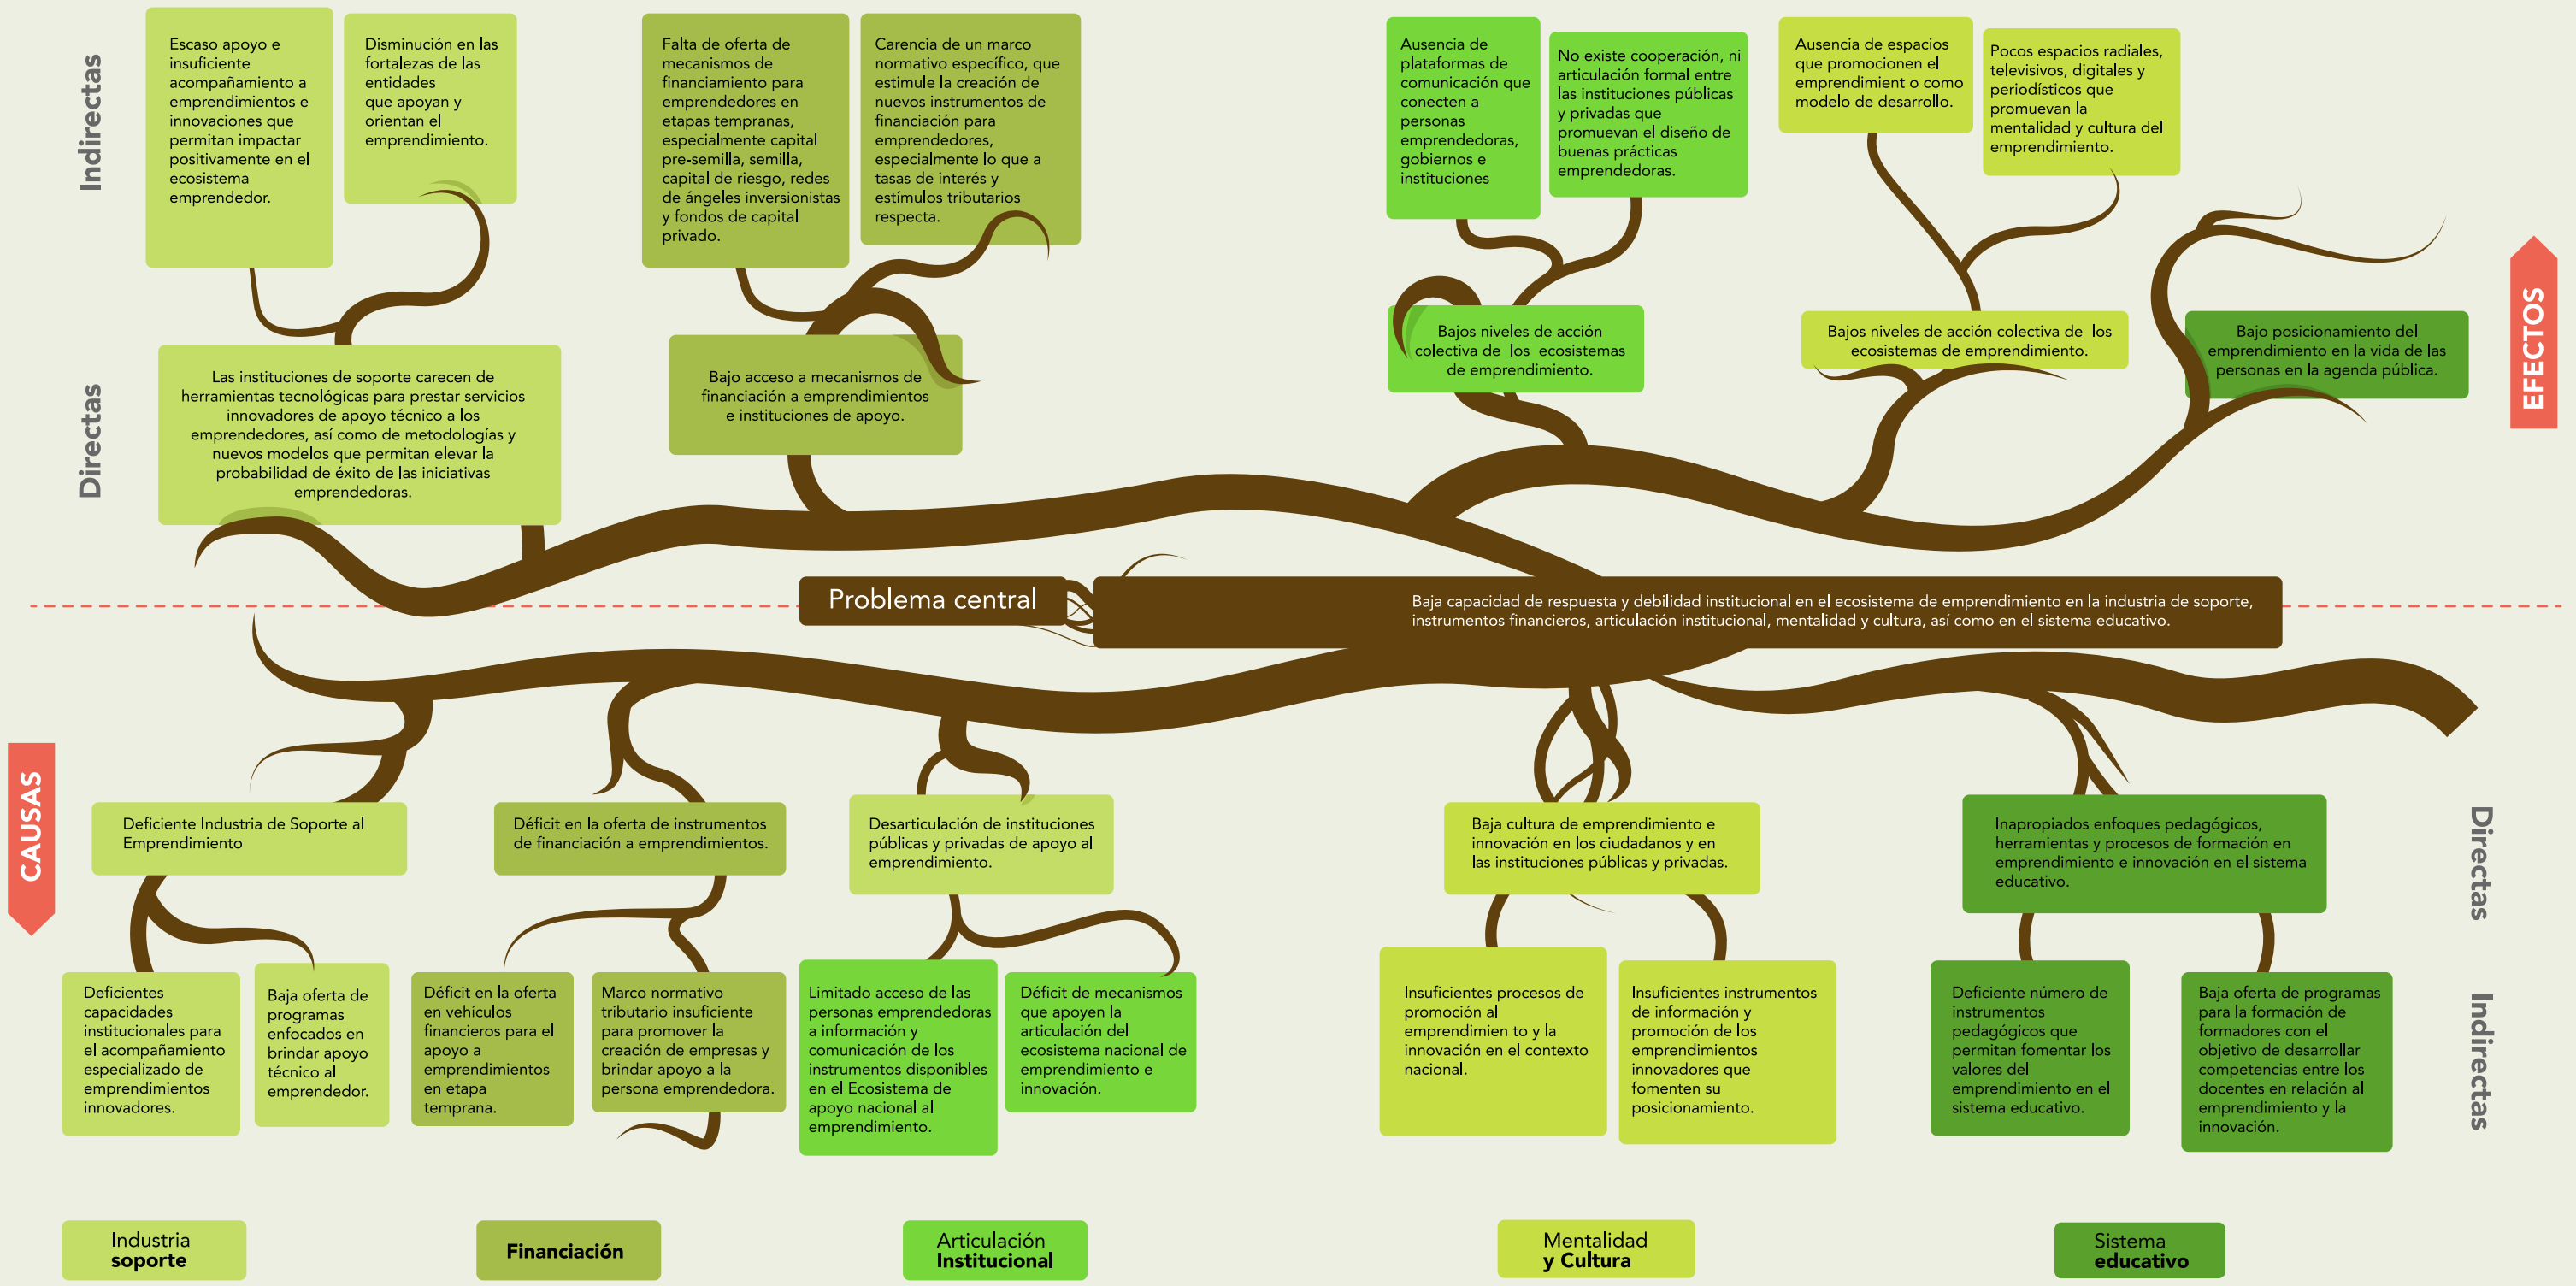 Indirectas
Escaso apoyo e
insuficiente
acompañamiento a
emprendimientos e
innovaciones que
permitan impactar
positivamente en el
ecosistema
emprendedor.
Disminución en las
fortalezas de las
entidades
que apoyan y
orientan el
emprendimiento.
Falta de oferta de
mecanismos de
financiamiento para
emprendedores en
etapas tempranas,
especialmente capital
pre-semilla, semilla,
capital de riesgo, redes
de ángeles inversionistas
y fondos de capital
privado.
Carencia de un marco
normativo específico, que
estimule la creación de
nuevos instrumentos de
financiación para
emprendedores,
especialmente lo que a
tasas de interés y
estímulos tributarios
respecta.
Ausencia de
plataformas de
comunicación que
conecten a
personas
emprendedoras,
gobiernos e
instituciones
No existe cooperación, ni
articulación formal entre
las instituciones públicas
y privadas que
promuevan el diseño de
buenas prácticas
emprendedoras.
Ausencia de espacios
que promocionen el
emprendimient o como
modelo de desarrollo.
Pocos espacios radiales,
televisivos, digitales y
periodísticos que
promuevan la
mentalidad y cultura del
emprendimiento.
EFECTOS
Directas
Las instituciones de soporte carecen de
herramientas tecnológicas para prestar servicios
innovadores de apoyo técnico a los
emprendedores, así como de metodologías y
nuevos modelos que permitan elevar la
probabilidad de éxito de las iniciativas
emprendedoras.
Bajo acceso a mecanismos de
financiación a emprendimientos
e instituciones de apoyo.
Bajos niveles de acción
colectiva de los ecosistemas
de emprendimiento.
Bajos niveles de acción colectiva de los
ecosistemas de emprendimiento.
Bajo posicionamiento del
emprendimiento en la vida de las
personas en la agenda pública.
Problema central
Baja capacidad de respuesta y debilidad institucional en el ecosistema de emprendimiento en la industria de soporte,
instrumentos financieros, articulación institucional, mentalidad y cultura, así como en el sistema educativo.
CAUSAS
Deficiente Industria de Soporte al
Emprendimiento
Déficit en la oferta de instrumentos
de financiación a emprendimientos.
Desarticulación de instituciones
públicas y privadas de apoyo al
emprendimiento.
Baja cultura de emprendimiento e
innovación en los ciudadanos y en
las instituciones públicas y privadas.
Inapropiados enfoques pedagógicos,
herramientas y procesos de formación en
emprendimiento e innovación en el sistema
educativo.
Directas
Deficientes
capacidades
institucionales para
el acompañamiento
especializado de
emprendimientos
innovadores.
Baja oferta de
programas
enfocados en
brindar apoyo
técnico al
emprendedor.
Déficit en la oferta
en vehículos
financieros para el
apoyo a
emprendimientos
en etapa
temprana.
Marco normativo
tributario insuficiente
para promover la
creación de empresas y
brindar apoyo a la
persona emprendedora.
Limitado acceso de las
personas emprendedoras
a información y
comunicación de los
instrumentos disponibles
en el Ecosistema de
apoyo nacional al
emprendimiento.
Déficit de mecanismos
que apoyen la
articulación del
ecosistema nacional de
emprendimiento e
innovación.
Insuficientes procesos de
promoción al
emprendimien to y la
innovación en el contexto
nacional.
Insuficientes instrumentos
de información y
promoción de los
emprendimientos
innovadores que
fomenten su
posicionamiento.
Deficiente número de
instrumentos
pedagógicos que
permitan fomentar los
valores del
emprendimiento en el
sistema educativo.
Baja oferta de programas
para la formación de
formadores con el
objetivo de desarrollar
competencias entre los
docentes en relación al
emprendimiento y la
innovación.
Indirectas
Industria
soporte
Financiación
Articulación
Institucional
Mentalidad
y Cultura
Sistema
educativo